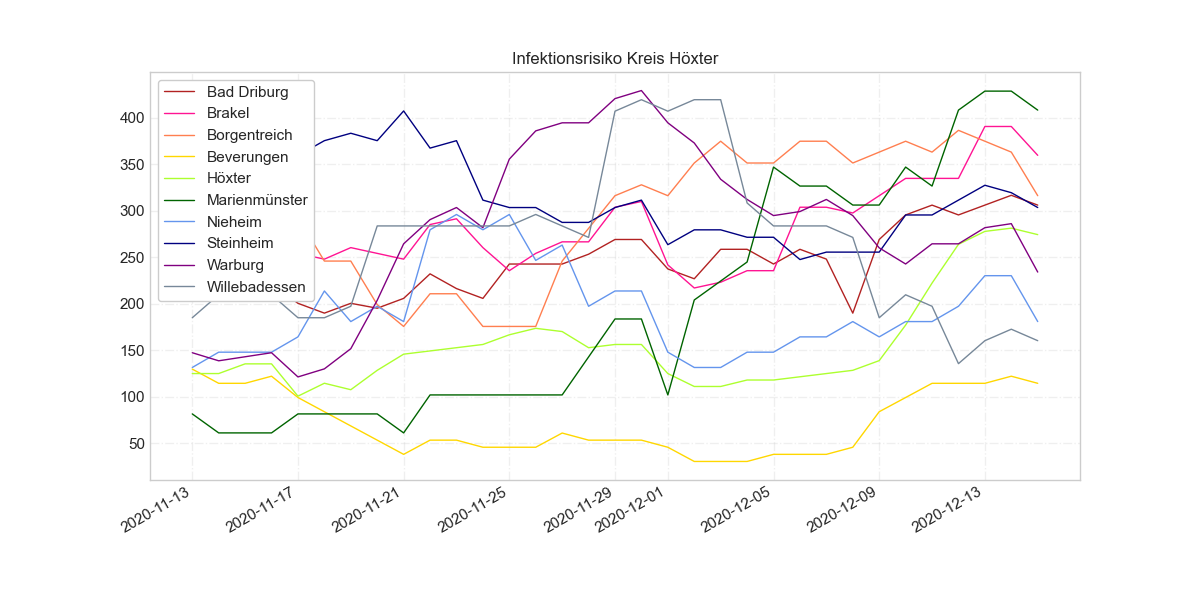 Infektionsrisiko Kreis Höxter
Bad Driburg
Brakel
Borgentreich
Beverungen
Höxter
Marienmünster
Nieheim
Steinheim
Warburg
Willebadessen
400
350
300
250
200
150
100
50
2020-11-13
2020-11-17
2020-11-21
2020-11-25
2020-11-29
2020-12-01
2020-12-05
2020-12-09
2020-12-13